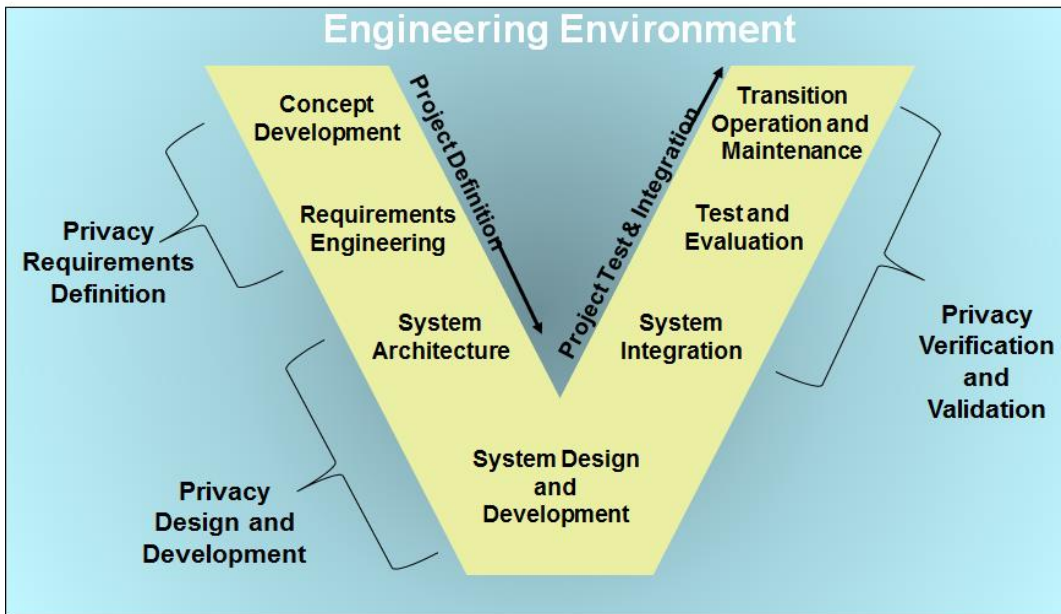 Engineering Environment
Concept
Development
Requirements
Engineering
System
Architecture
System Design
and
Development
System
Integration
Test and
Evaluation
Transition
Operation and
Maintenance
Project Definition
Project Test & Integration
Privacy
Requirements
Definition
Privacy
Design and
Development
Privacy
Verification
and
Validation